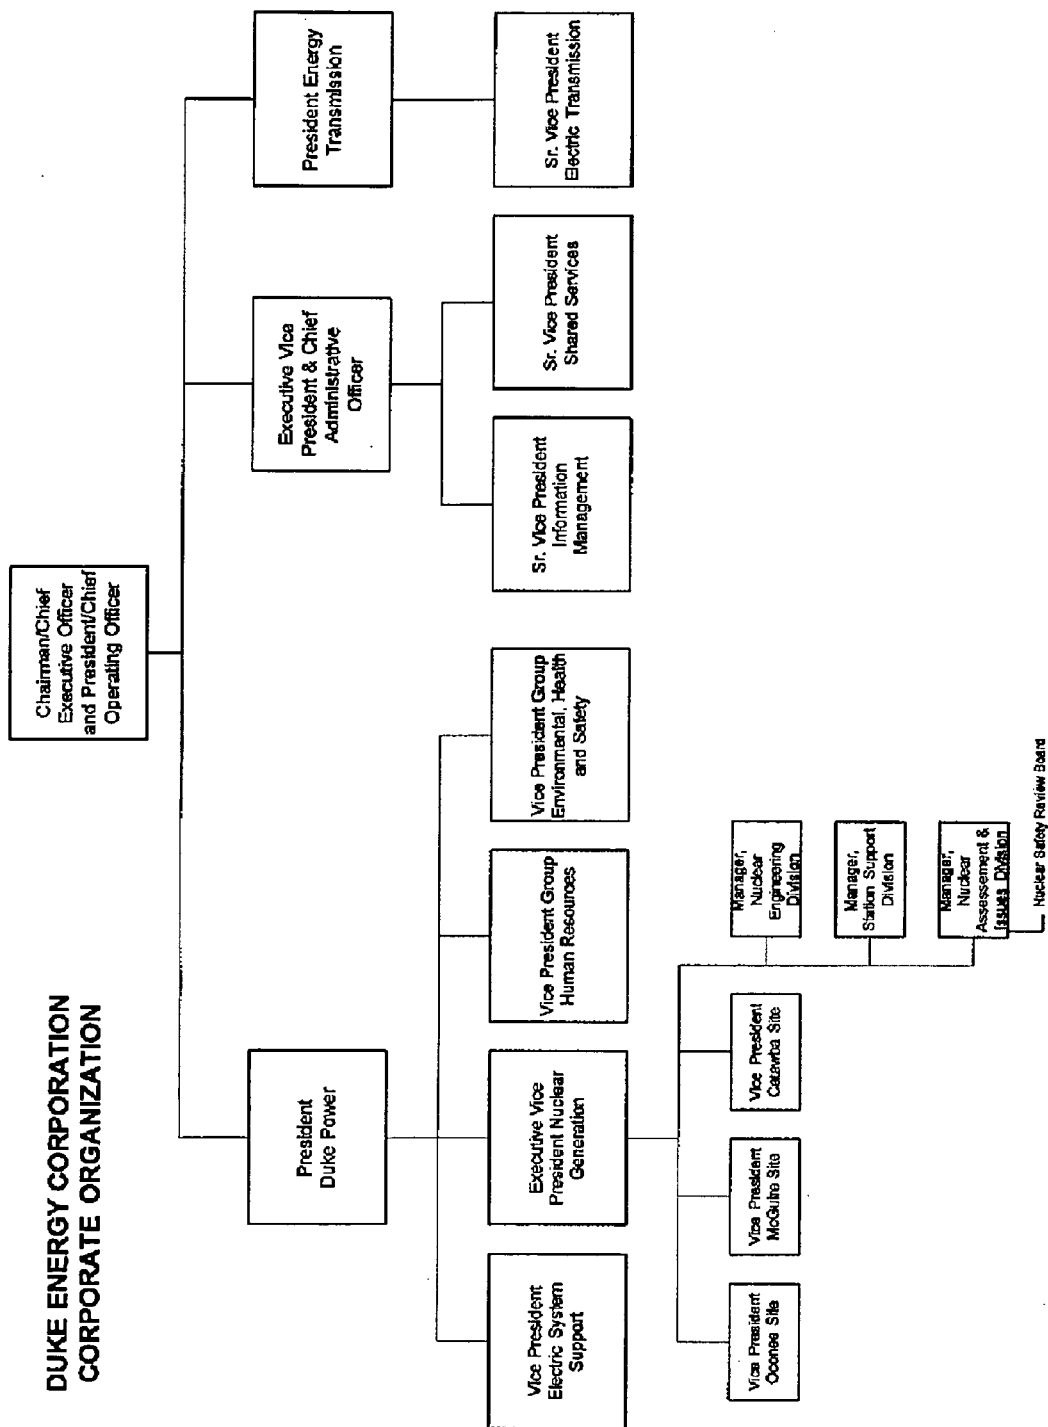 DUKE ENERGY CORPORATION
CORPORATE ORGANIZATION
Chairman/Chief
Executive Officer
and President/Chief
Operating Officer
President
Duke Power
Executive Vice
President & Chief
Administrative
Officer
President Energy
Transmission
Vice President
Electric System
Support
Executive Vice
President Nuclear
Generation
Vice President Group
Human Resources
Vice President Group
Environmental, Health
and Safety
Sr. Vice President
Information
Management
Sr. Vice President
Shared Services
Sr. Vice President
Electric Transmission
Vice President
Oconee Site
Vice President
McGuire Site
Vice President
Catawba Site
Manager,
Nuclear
Engineering
Division
Manager,
Station Support
Division
Manager,
Nuclear
Assessement &
Issues Division
Nuclear Safety Review Board